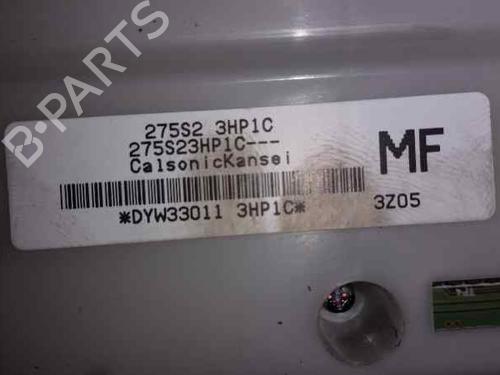 B-PARTS
275S2 3HP1C
275S23HP1C---
CalsonicKansei
MF
*DYW33011 3HP1C*
3Z05